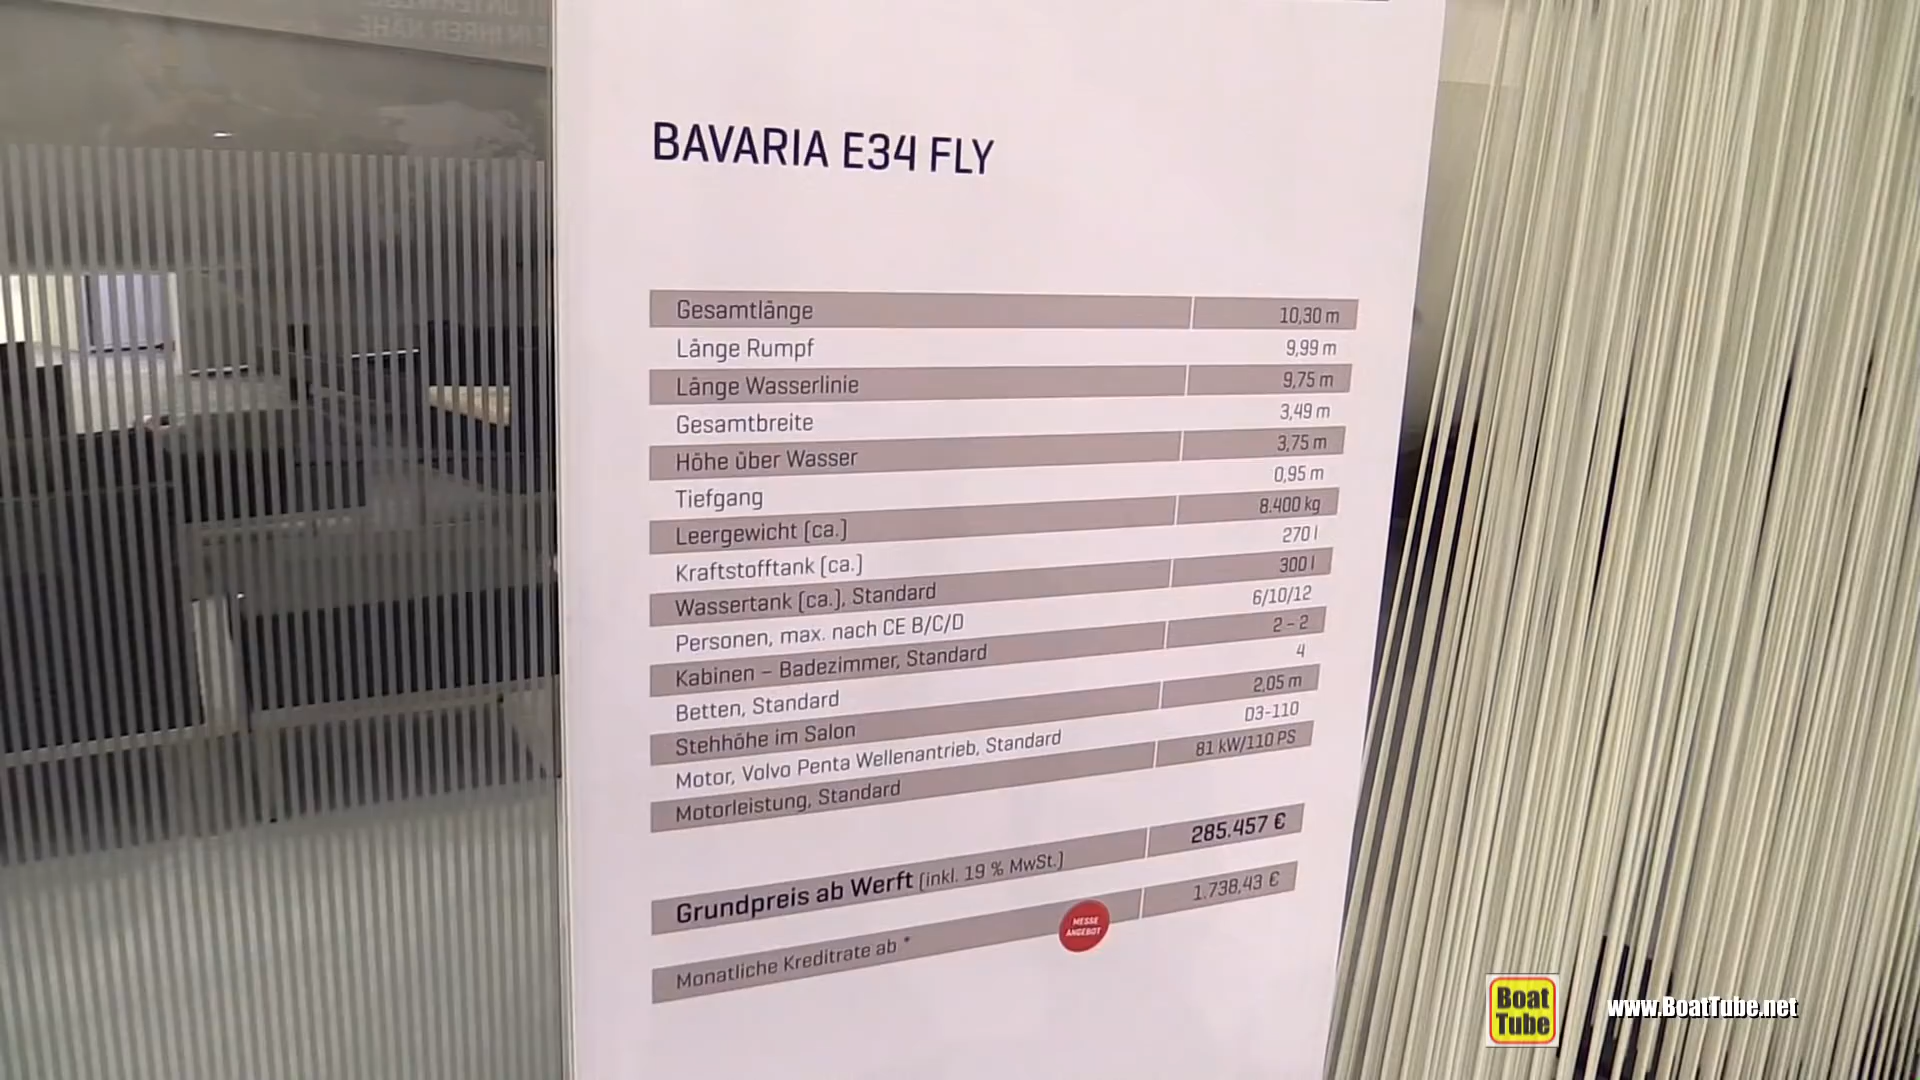 BAVARIA E34 FLY
Gesamtlänge 10,30 m
Länge Rumpf 9,99 m
Länge Wasserlinie 9,75 m
Gesamtbreite 3,49 m
Höhe über Wasser 3,75 m
Tiefgang 0,95 m
Leergewicht (ca.) 8.400 kg
Kraftstofftank (ca.) 270 l
Wassertank (ca.), Standard 300 l
Personen, max. nach CE B/C/D 6/10/12
Kabinen – Badezimmer, Standard 2 – 2
Betten, Standard 4
Stehhöhe im Salon 2,05 m
Motor, Volvo Penta Wellenantrieb, Standard D3-110
Motorleistung, Standard 81 kW/110 PS
Grundpreis ab Werft (inkl. 19 % MwSt.) 285.457 €
Monatliche Kreditrate ab * 1.738,43 €
MESSE
ANGEBOT
Boat
Tube
www.BoatTube.net